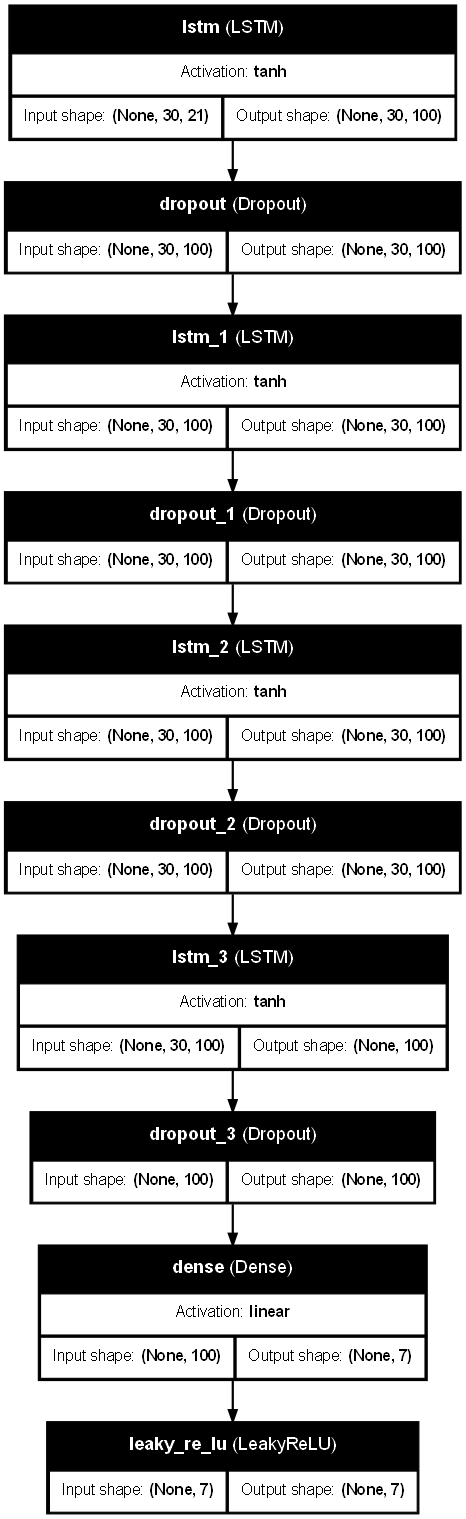 lstm (LSTM)
Activation: tanh
Input shape: (None, 30, 21) Output shape: (None, 30, 100)
dropout (Dropout)
Input shape: (None, 30, 100) Output shape: (None, 30, 100)
lstm_1 (LSTM)
Activation: tanh
Input shape: (None, 30, 100) Output shape: (None, 30, 100)
dropout_1 (Dropout)
Input shape: (None, 30, 100) Output shape: (None, 30, 100)
lstm_2 (LSTM)
Activation: tanh
Input shape: (None, 30, 100) Output shape: (None, 30, 100)
dropout_2 (Dropout)
Input shape: (None, 30, 100) Output shape: (None, 30, 100)
lstm_3 (LSTM)
Activation: tanh
Input shape: (None, 30, 100) Output shape: (None, 100)
dropout_3 (Dropout)
Input shape: (None, 100) Output shape: (None, 100)
dense (Dense)
Activation: linear
Input shape: (None, 100) Output shape: (None, 7)
leaky_re_lu (LeakyReLU)
Input shape: (None, 7) Output shape: (None, 7)